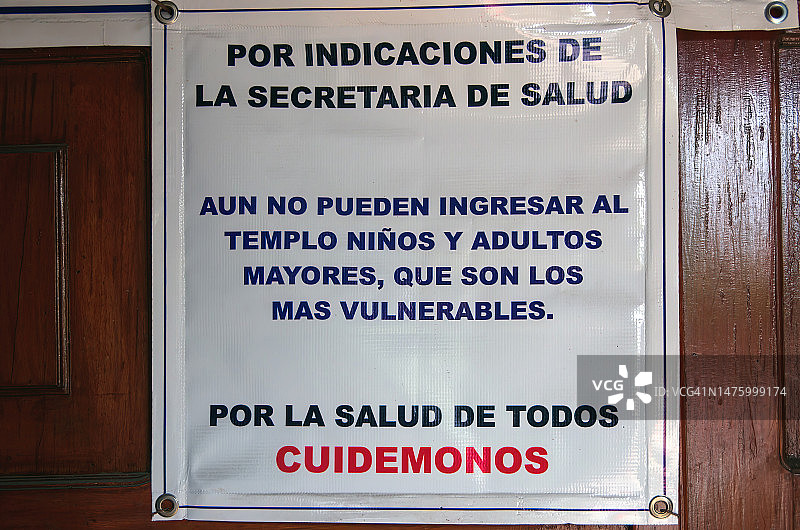 POR INDICACIONES DE
LA SECRETARIA DE SALUD
AUN NO PUEDEN INGRESAR AL
TEMPLO NIÑOS Y ADULTOS
MAYORES, QUE SON LOS
MAS VULNERABLES.
POR LA SALUD DE TODOS
CUIDEMONOS
VCG
ID:VCG41N1475999174